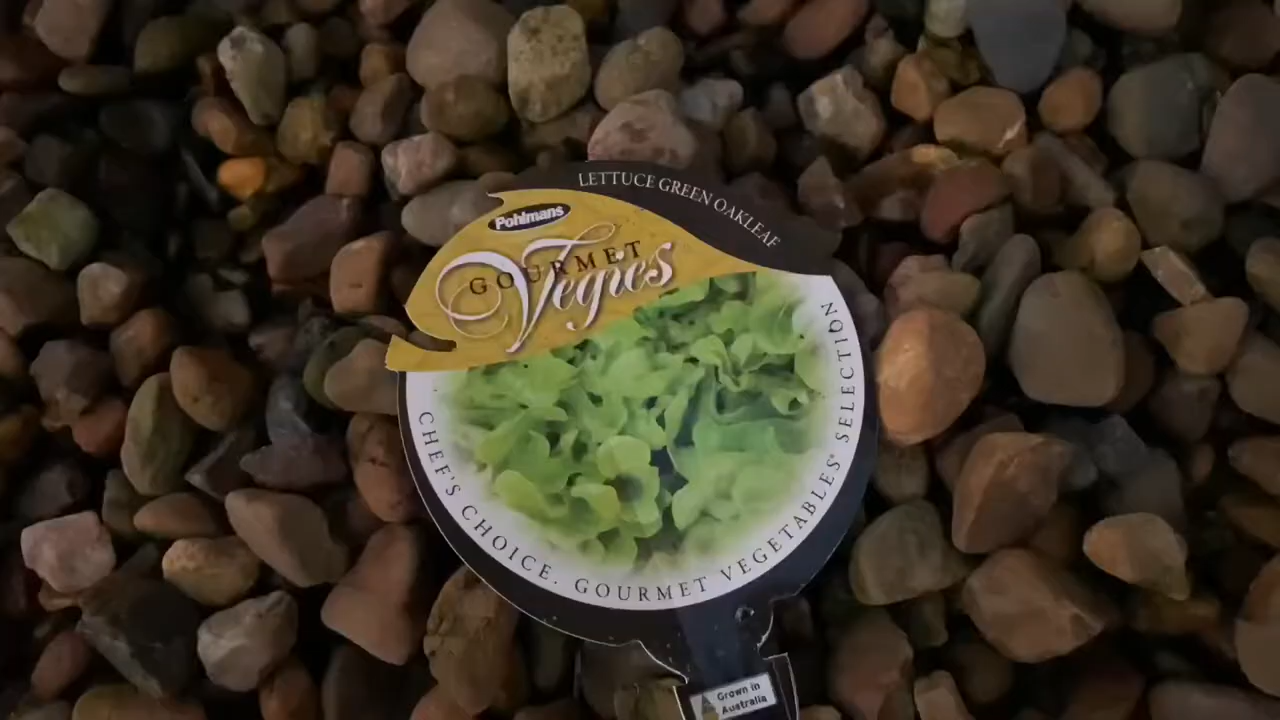 LETTUCE GREEN OAKLEAF
Pohlmans
GOURMET
Vegies
CHEF'S CHOICE. GOURMET VEGETABLES' SELECTION
Grown in
Australia